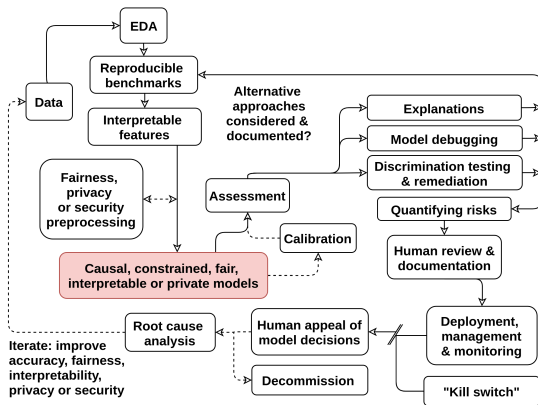 EDA
Reproducible
benchmarks
Data
Interpretable
features
Alternative
approaches
considered &
documented?
Explanations
Model debugging
Discrimination testing
& remediation
Fairness,
privacy
or security
preprocessing
Assessment
Quantifying risks
Calibration
Human review &
documentation
Causal, constrained, fair,
interpretable or private models
Root cause
analysis
Human appeal of
model decisions
Deployment,
management
& monitoring
Iterate: improve
accuracy, fairness,
interpretability,
privacy or security
Decommission
"Kill switch"